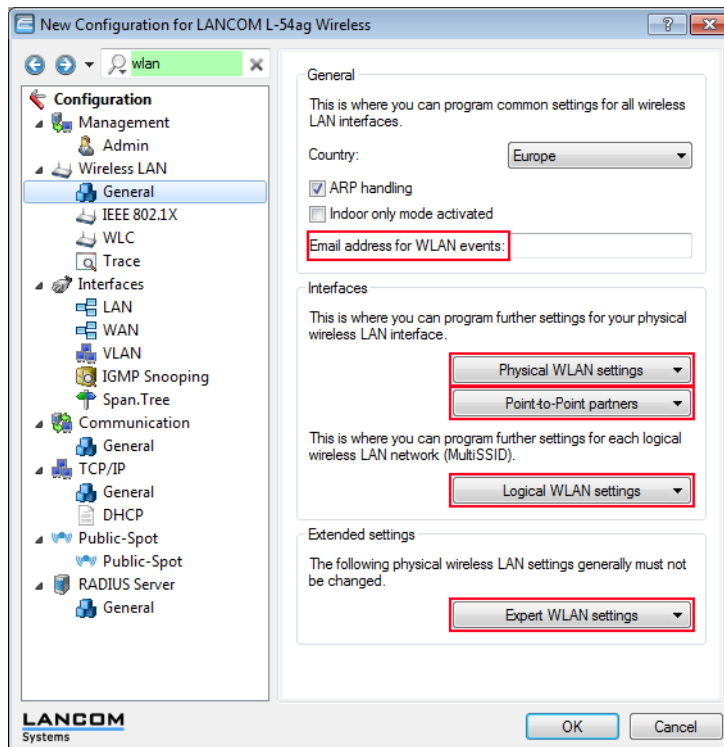 New Configuration for LANCOM L-54ag Wireless
wlan
Configuration
Management
Admin
Wireless LAN
General
IEEE 802.1X
WLC
Trace
Interfaces
LAN
WAN
VLAN
IGMP Snooping
Span.Tree
Communication
General
TCP/IP
General
DHCP
Public-Spot
Public-Spot
RADIUS Server
General
General
This is where you can program common settings for all wireless
LAN interfaces.
Country:
Europe
ARP handling
Indoor only mode activated
Email address for WLAN events:
Interfaces
This is where you can program further settings for your physical
wireless LAN interface.
Physical WLAN settings
Point-to-Point partners
This is where you can program further settings for each logical
wireless LAN network (MultiSSID).
Logical WLAN settings
Extended settings
The following physical wireless LAN settings generally must not
be changed.
Expert WLAN settings
LANCOM
Systems
OK
Cancel